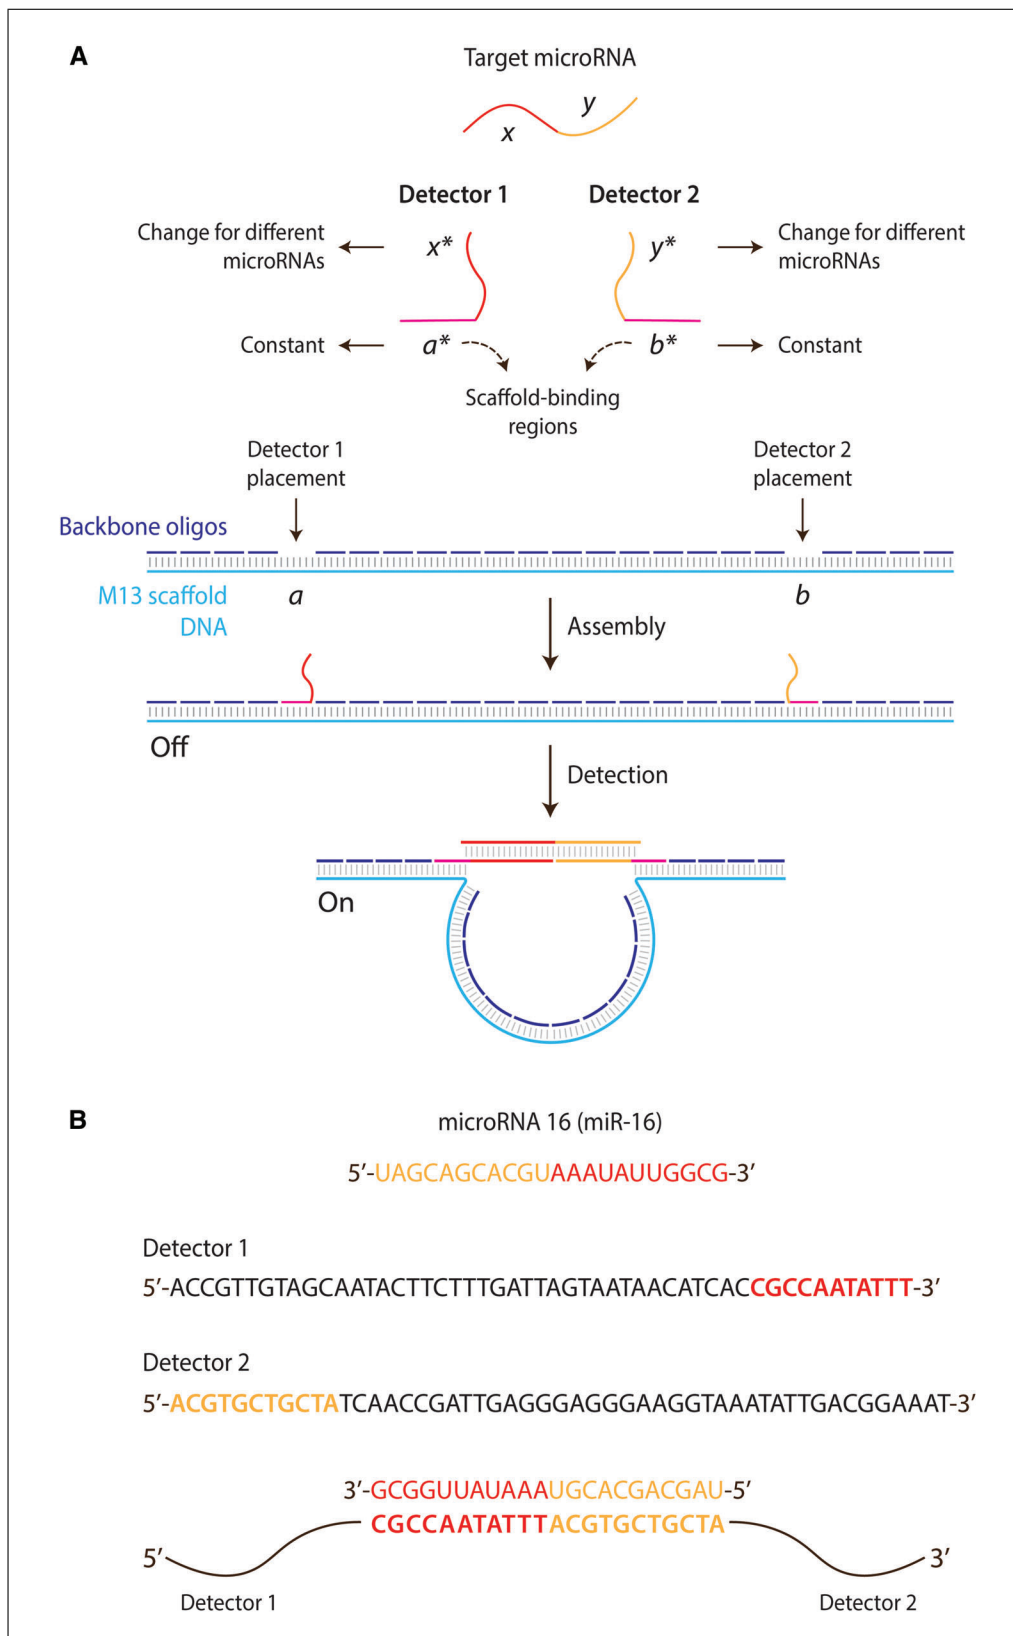 A
Target microRNA
x
y
Detector 1
Detector 2
Change for different
microRNAs
x*
y*
Change for different
microRNAs
Constant
a*
b*
Constant
Scaffold-binding
regions
Detector 1
placement
Detector 2
placement
Backbone oligos
M13 scaffold
DNA
a
b
Assembly
Off
Detection
On
B
microRNA 16 (miR-16)
5′-UAGCAGCACGUAAAUAUUGGCG-3′
Detector 1
5′-ACCGTTGTAGCAATACTTCTTTGATTAGTAATAACATCACCGCCAATATTT-3′
Detector 2
5′-ACGTGCTGCTATCAACCGATTGAGGGAGGGAAGGTAAATATTGACGGAAAT-3′
3′-GCGGUUAUAAAUGCACGACGAU-5′
CGCCAATATTTACGTGCTGCTA
5′
3′
Detector 1
Detector 2